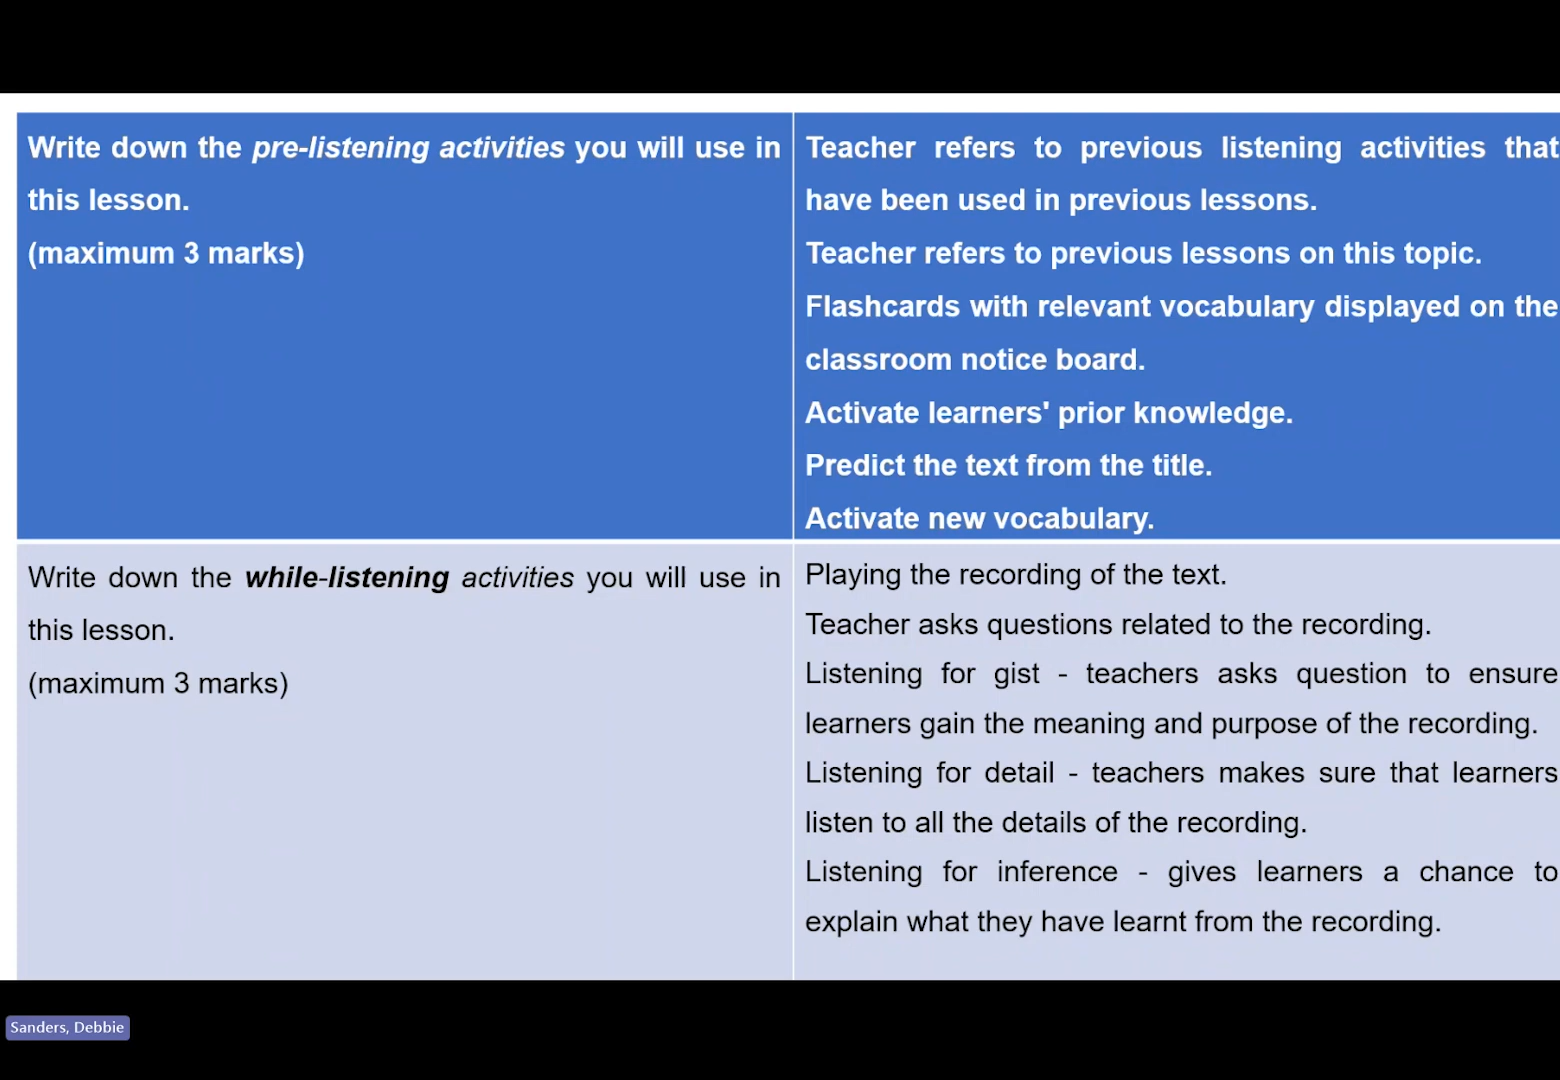 Write down the pre-listening activities you will use in
this lesson.
(maximum 3 marks)
Teacher refers to previous listening activities that
have been used in previous lessons.
Teacher refers to previous lessons on this topic.
Flashcards with relevant vocabulary displayed on the
classroom notice board.
Activate learners' prior knowledge.
Predict the text from the title.
Activate new vocabulary.
Write down the while-listening activities you will use in
this lesson.
(maximum 3 marks)
Playing the recording of the text.
Teacher asks questions related to the recording.
Listening for gist - teachers asks question to ensure
learners gain the meaning and purpose of the recording.
Listening for detail - teachers makes sure that learners
listen to all the details of the recording.
Listening for inference - gives learners a chance to
explain what they have learnt from the recording.
Sanders, Debbie